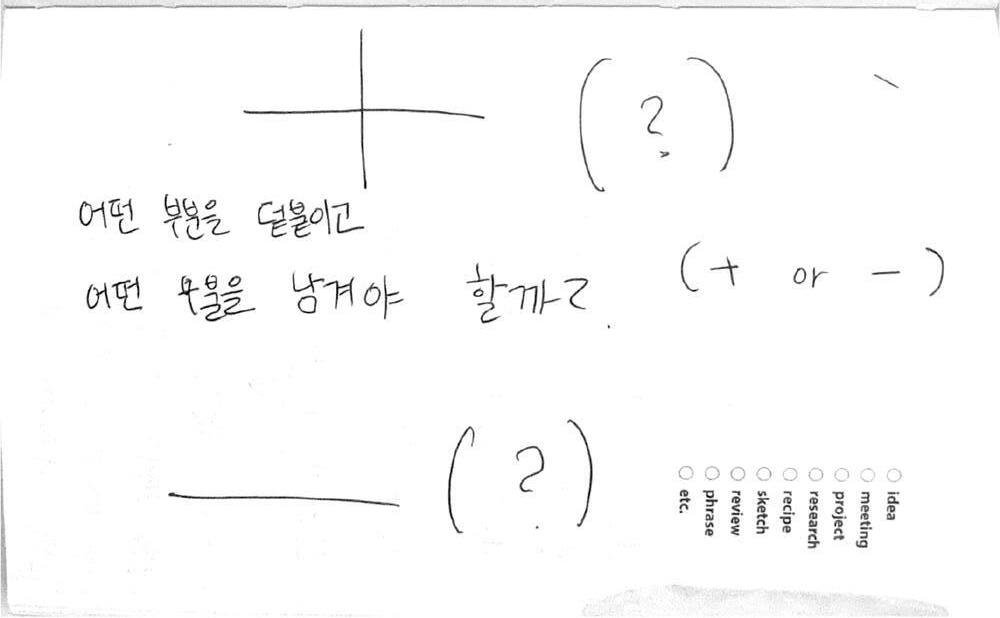 + ( ? )
어떤 부분을 덭붙이고
어떤 부분을 남겨야 할까?
(+ or -)
— ( ? )
idea
meeting
project
research
recipe
sketch
review
phrase
etc.